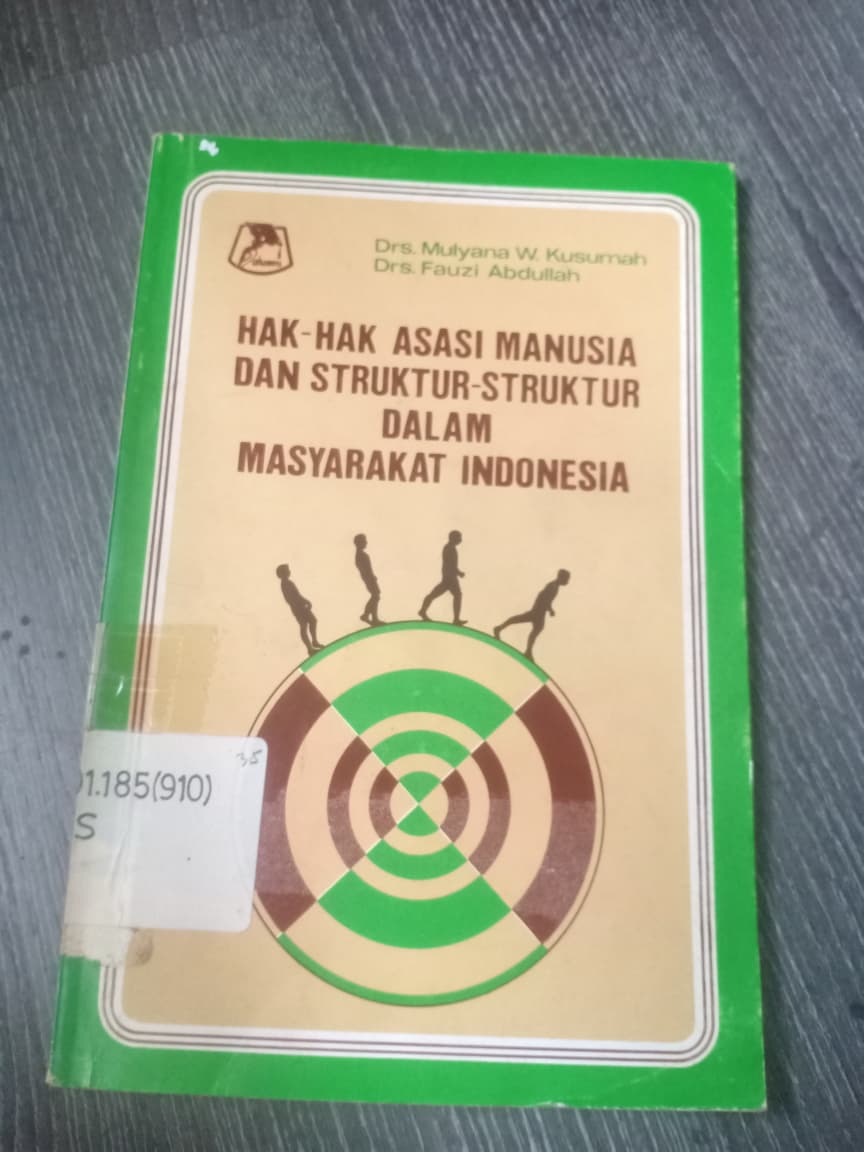 Drs. Mulyana W. Kusumah
Drs. Fauzi Abdullah
HAK-HAK ASASI MANUSIA
DAN STRUKTUR-STRUKTUR
DALAM
MASYARAKAT INDONESIA
35
1.185(910)
S